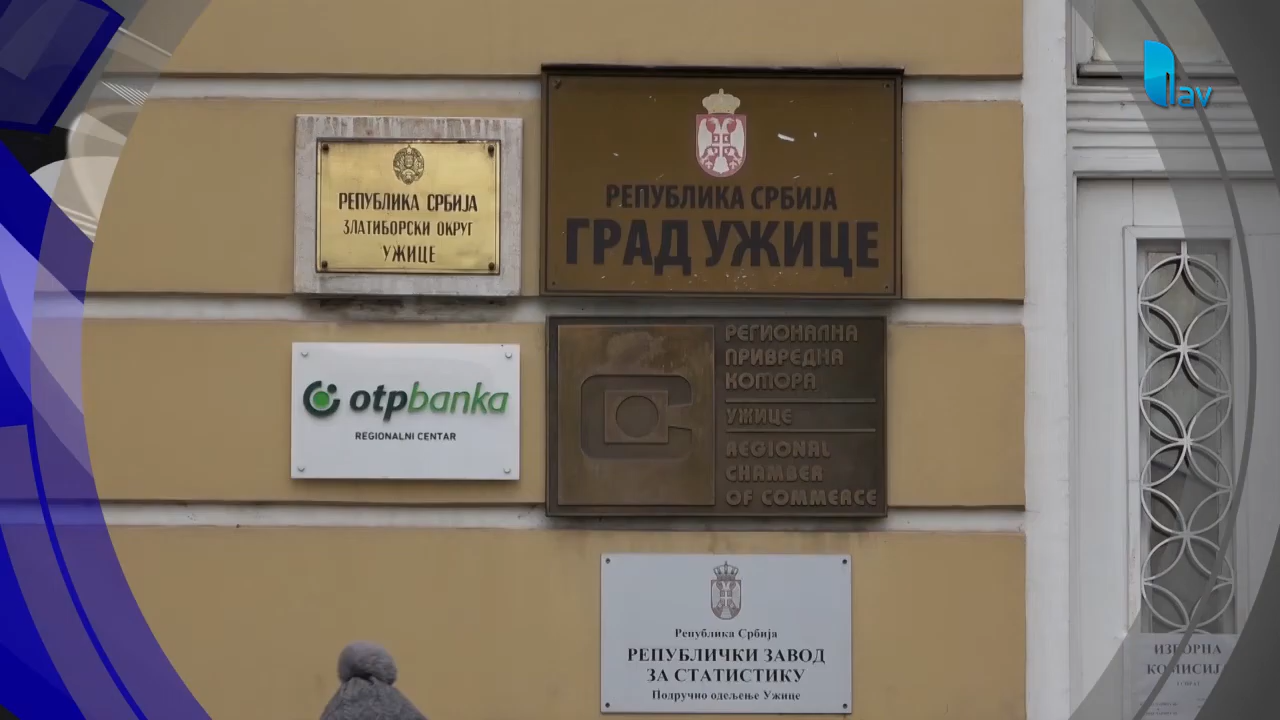 lav
РЕПУБЛИКА СРБИЈА
ЗЛАТИБОРСКИ ОКРУГ
УЖИЦЕ
РЕПУБЛИКА СРБИЈА
ГРАД УЖИЦЕ
otpbanka
REGIONALNI CENTAR
РЕГИОНАЛНА
ПРИВРЕДНА
КОМОРА
УЖИЦЕ
REGIONAL
CHAMBER
OF COMMERCE
Република Србија
РЕПУБЛИЧКИ ЗАВОД
ЗА СТАТИСТИКУ
Подручно одељење Ужице
ИЗБОРНА
КОМИСИЈА